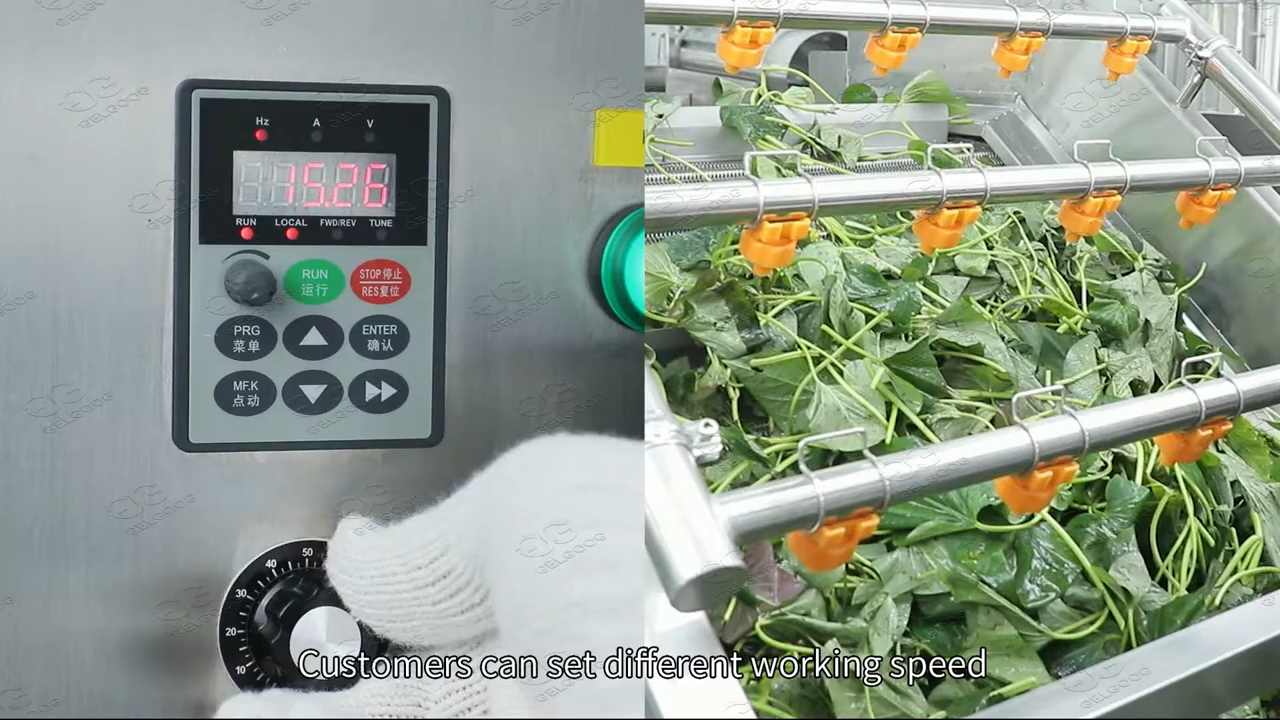 Hz A V
15.26
RUN LOCAL FWD/REV TUNE
RUN
运行
STOP停止
RES复位
PRG
菜单
ENTER
确认
MF.K
点动
50
40
30
20
10
GELGOOG
Customers can set different working speed